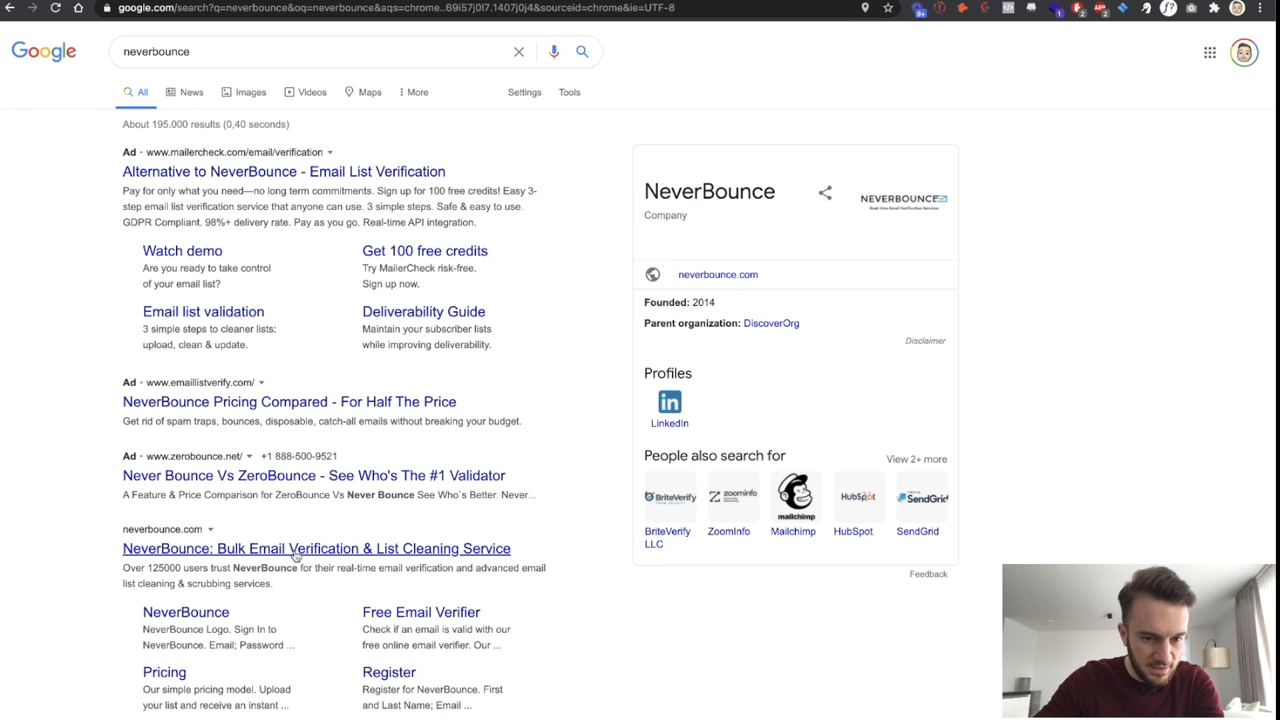 google.com/search?q=neverbounce&oq=neverbounce&aqs=chrome..69i57j0l7.1407j0j4&sourceid=chrome&ie=UTF-8
Google
neverbounce
All
News
Images
Videos
Maps
More
Settings
Tools
About 195.000 results (0,40 seconds)
Ad · www.mailercheck.com/email/verification
Alternative to NeverBounce - Email List Verification
Pay for only what you need—no long term commitments. Sign up for 100 free credits! Easy 3-
step email list verification service that anyone can use. 3 simple steps. Safe & easy to use.
GDPR Compliant. 98%+ delivery rate. Pay as you go. Real-time API integration.
Watch demo
Are you ready to take control
of your email list?
Get 100 free credits
Try MailerCheck risk-free.
Sign up now.
Email list validation
3 simple steps to cleaner lists:
upload, clean & update.
Deliverability Guide
Maintain your subscriber lists
while improving deliverability.
Ad · www.emaillistverify.com/
NeverBounce Pricing Compared - For Half The Price
Get rid of spam traps, bounces, disposable, catch-all emails without breaking your budget.
Ad · www.zerobounce.net/ +1 888-500-9521
Never Bounce Vs ZeroBounce - See Who's The #1 Validator
A Feature & Price Comparison for ZeroBounce Vs Never Bounce See Who`s Better. Never...
neverbounce.com
NeverBounce: Bulk Email Verification & List Cleaning Service
Over 125000 users trust NeverBounce for their real-time email verification and advanced email
list cleaning & scrubbing services.
NeverBounce
NeverBounce Logo. Sign In to
NeverBounce. Email; Password ...
Free Email Verifier
Check if an email is valid with our
free online email verifier. Our ...
Pricing
Our simple pricing model. Upload
your list and receive an instant ...
Register
Register for NeverBounce. First
and Last Name; Email ...
NeverBounce
Company
NEVERBOUNCE
Real-Time Email Verification Services
neverbounce.com
Founded: 2014
Parent organization: DiscoverOrg
Disclaimer
Profiles
LinkedIn
People also search for
View 2+ more
BriteVerify
zoominfo
mailchimp
HubSpot
SendGrid
BriteVerify
LLC
ZoomInfo
Mailchimp
HubSpot
SendGrid
Feedback